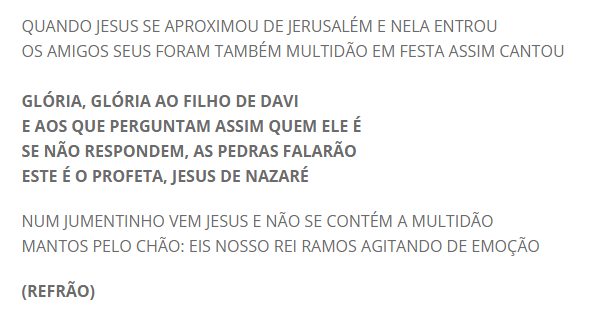 QUANDO JESUS SE APROXIMOU DE JERUSALÉM E NELA ENTROU
OS AMIGOS SEUS FORAM TAMBÉM MULTIDÃO EM FESTA ASSIM CANTOU
GLÓRIA, GLÓRIA AO FILHO DE DAVI
E AOS QUE PERGUNTAM ASSIM QUEM ELE É
SE NÃO RESPONDEM, AS PEDRAS FALARÃO
ESTE É O PROFETA, JESUS DE NAZARÉ
NUM JUMENTINHO VEM JESUS E NÃO SE CONTÉM A MULTIDÃO
MANTOS PELO CHÃO: EIS NOSSO REI RAMOS AGITANDO DE EMOÇÃO
(REFRÃO)